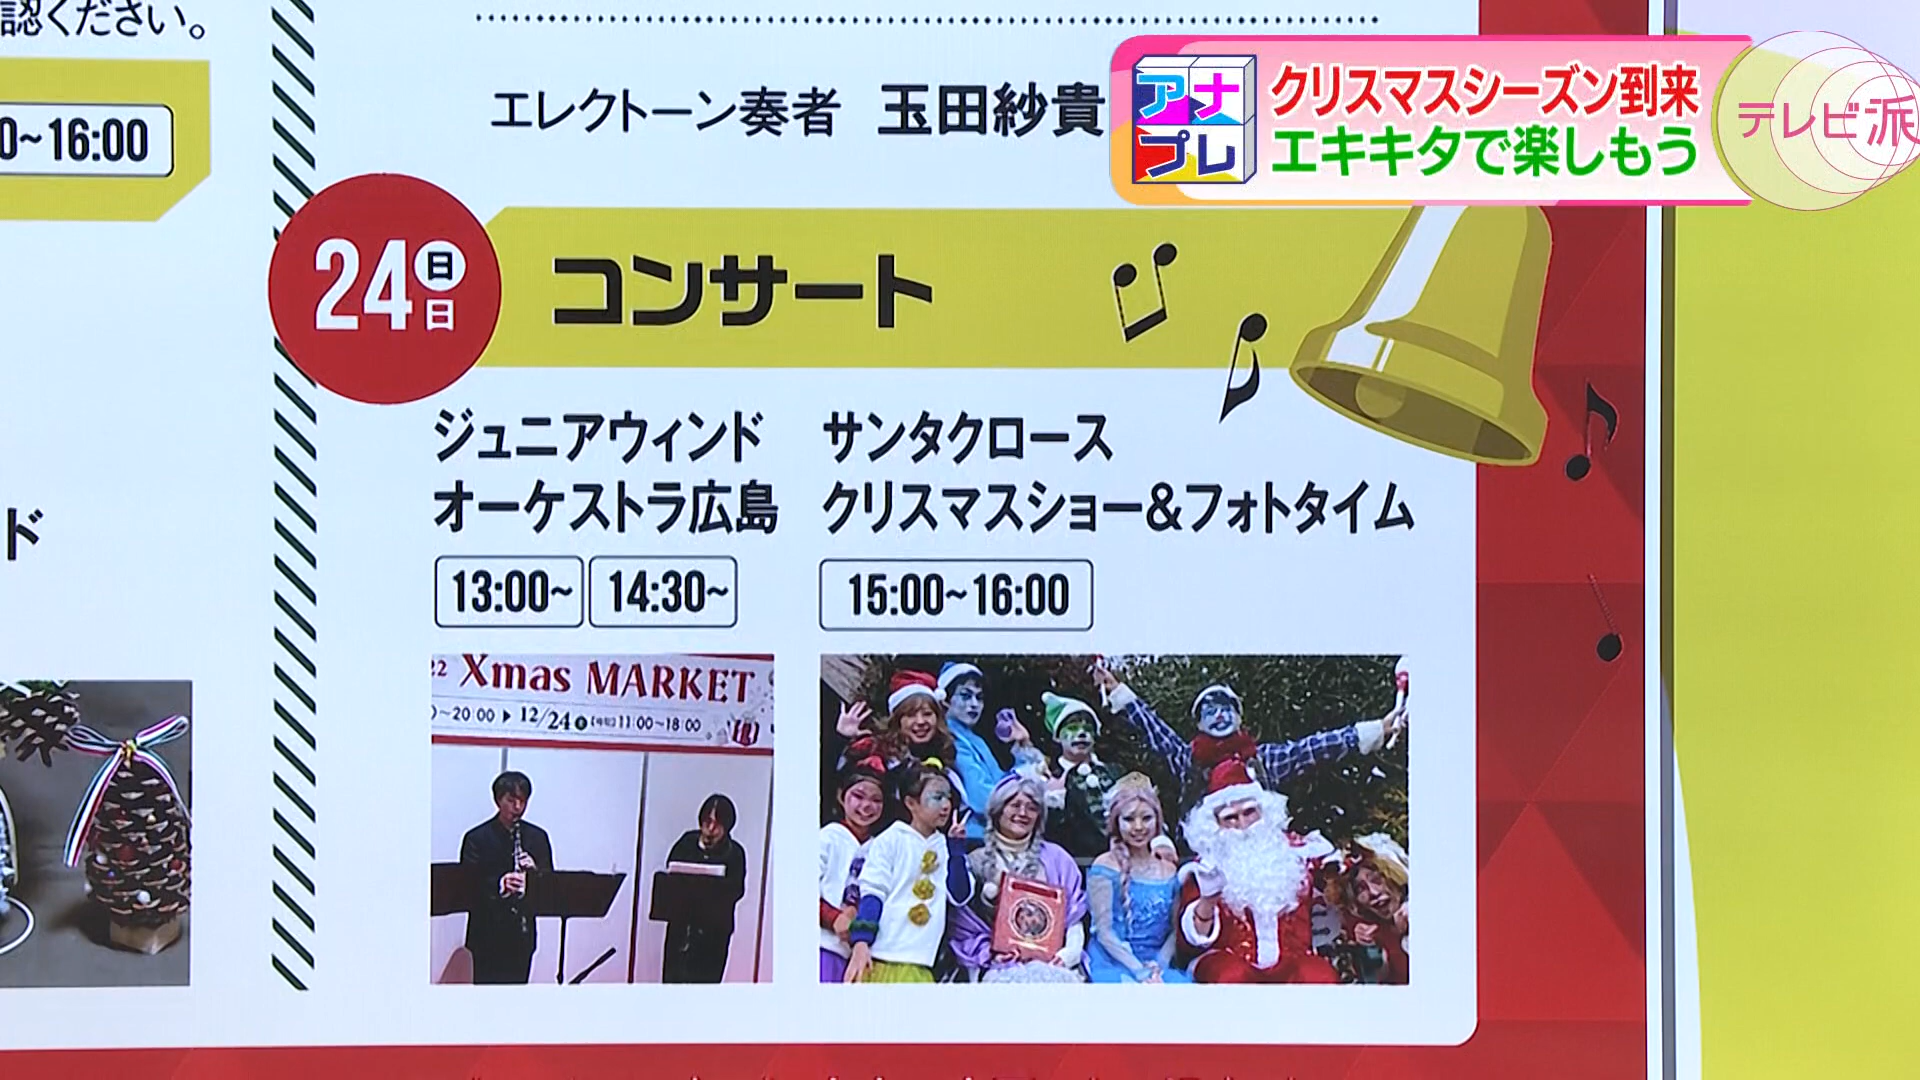 認ください。
0~16:00
ド
エレクトーン奏者 玉田紗貴
アナ
プレ
クリスマスシーズン到来
エキキタで楽しもう
テレビ派
24日
日
コンサート
ジュニアウィンド
オーケストラ広島
13:00~ 14:30~
サンタクロース
クリスマスショー&フォトタイム
15:00~16:00
22 Xmas MARKET
~20:00 ▶ 12/24 11:00~18:00